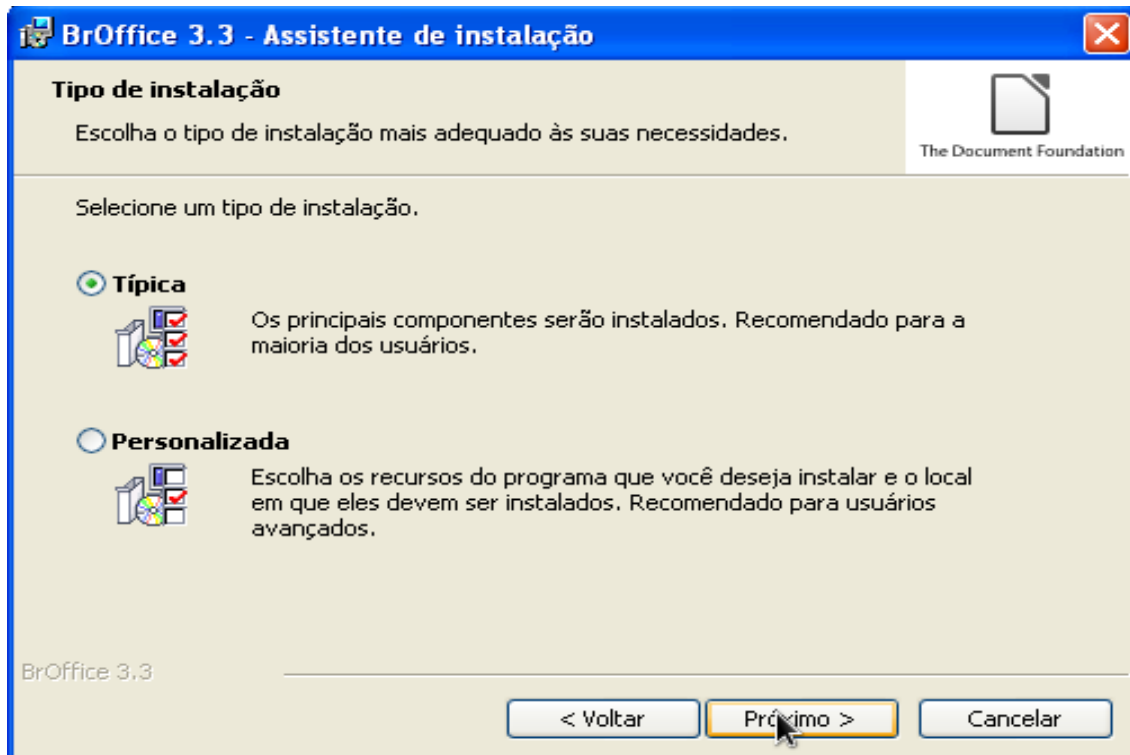 BrOffice 3.3 - Assistente de instalação
Tipo de instalação
Escolha o tipo de instalação mais adequado às suas necessidades.
The Document Foundation
Selecione um tipo de instalação.
Típica
Os principais componentes serão instalados. Recomendado para a
maioria dos usuários.
Personalizada
Escolha os recursos do programa que você deseja instalar e o local
em que eles devem ser instalados. Recomendado para usuários
avançados.
BrOffice 3.3
< Voltar
Próximo >
Cancelar